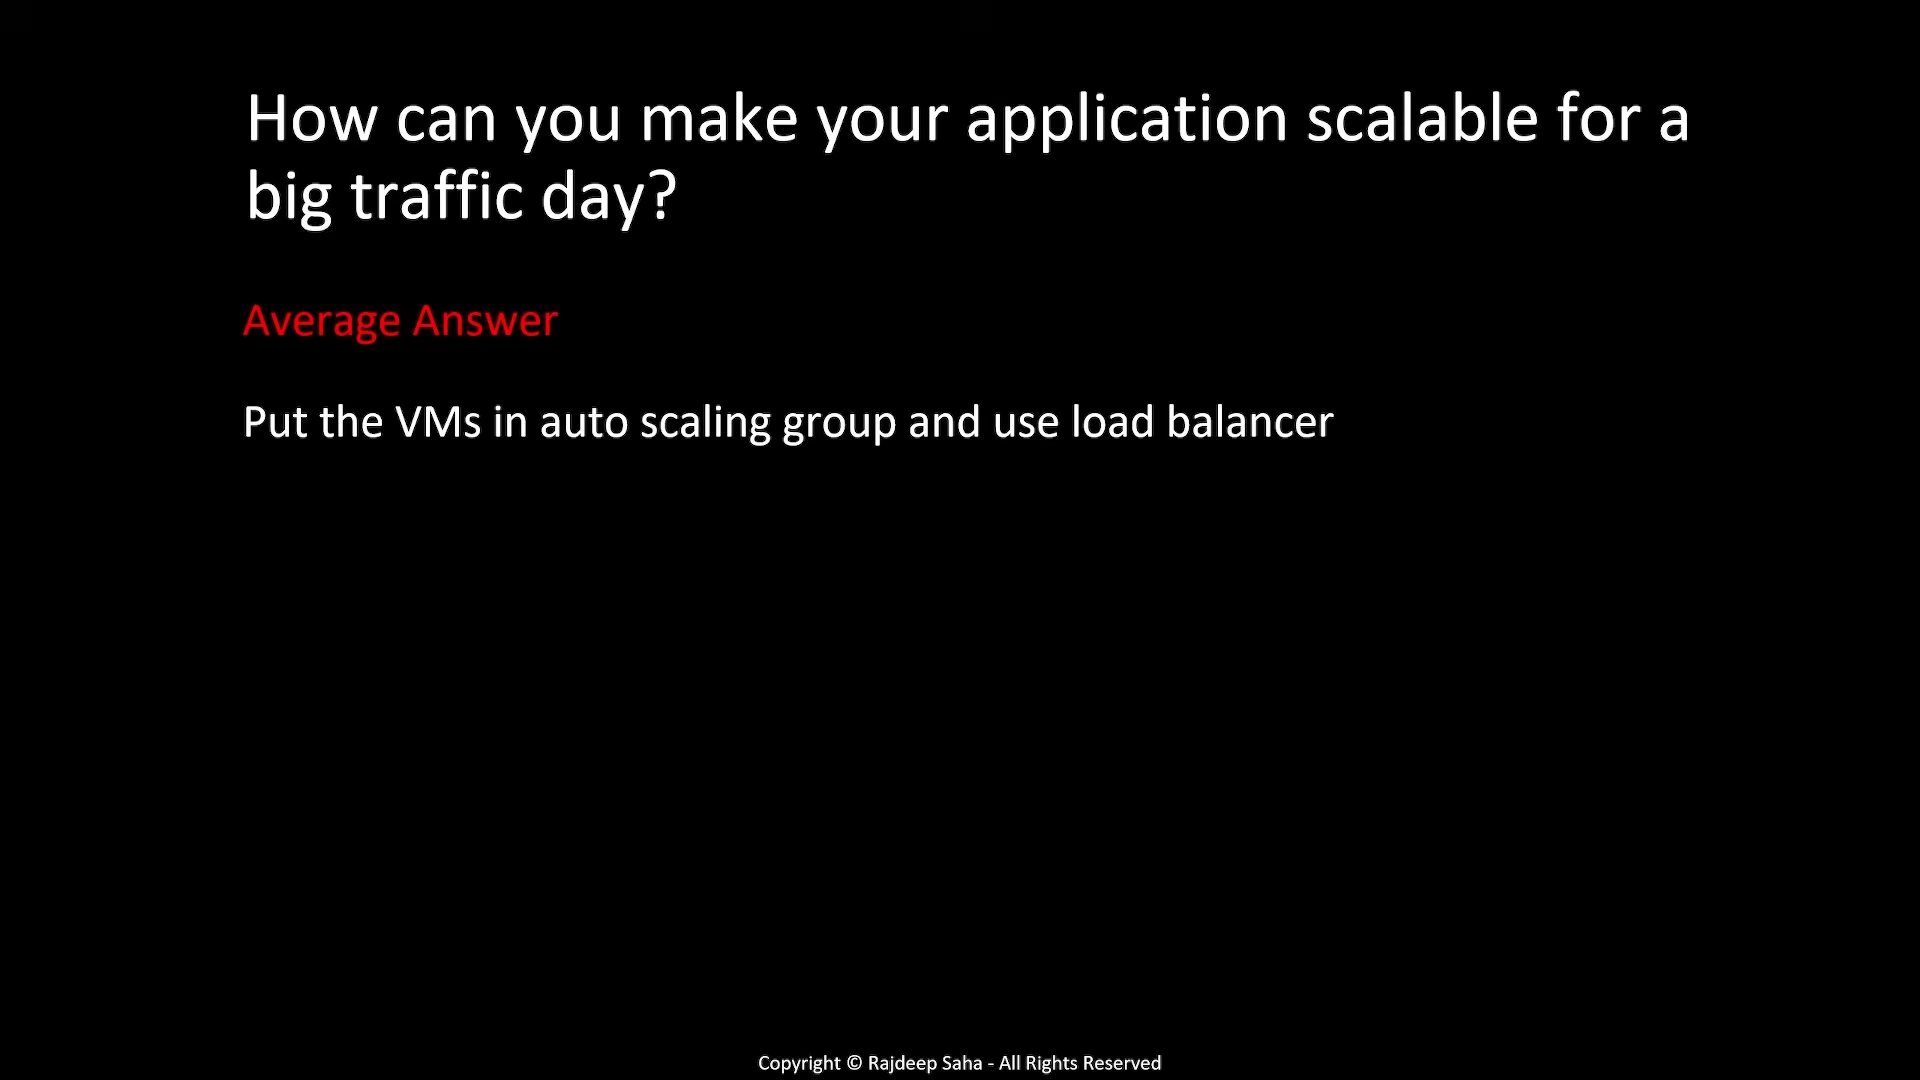 How can you make your application scalable for a
big traffic day?
Average Answer
Put the VMs in auto scaling group and use load balancer
Copyright © Rajdeep Saha - All Rights Reserved